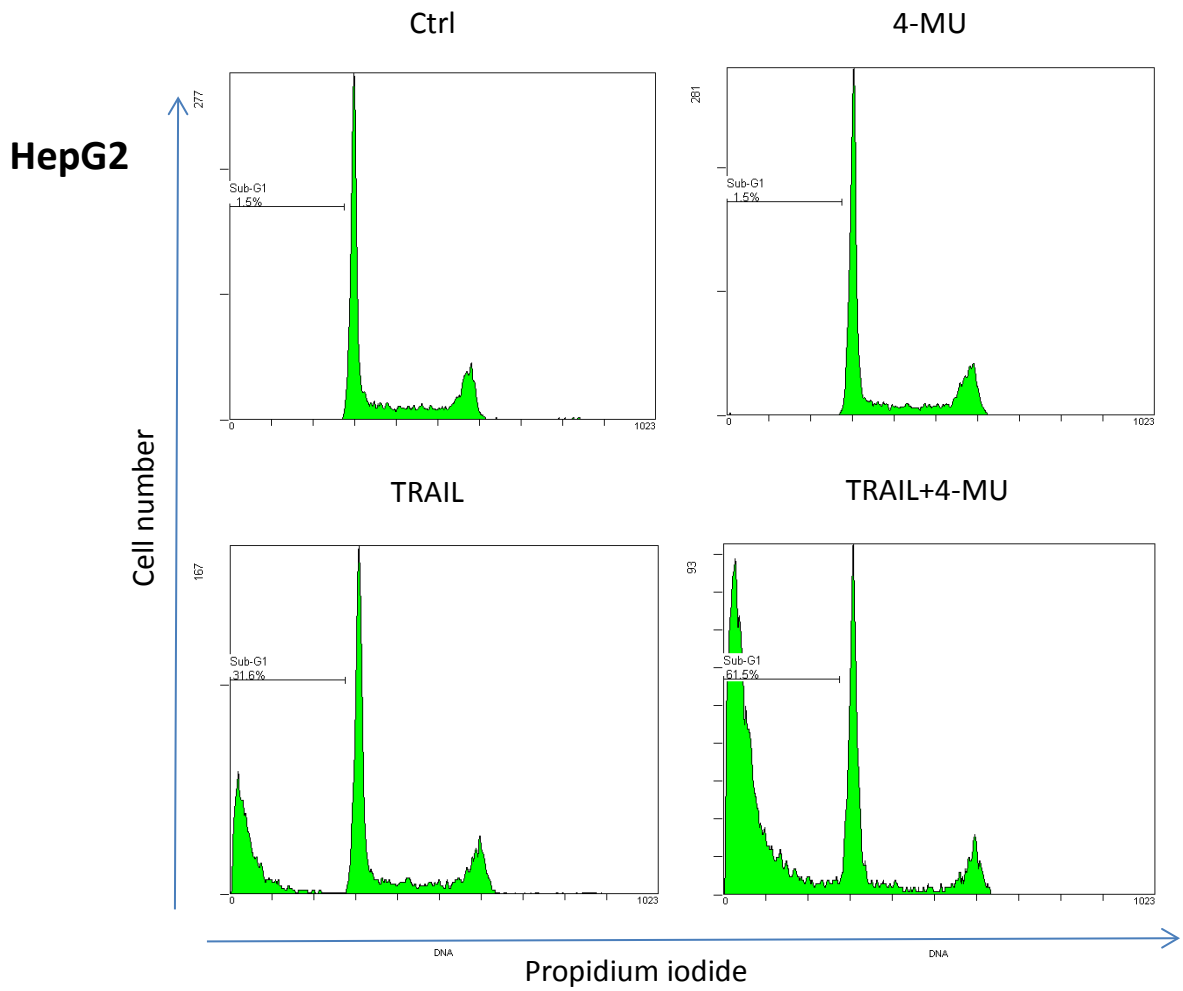 Ctrl
4-MU
HepG2
277
Sub-G1
1.5%
0
1023
281
Sub-G1
1.5%
0
1023
Cell number
TRAIL
TRAIL+4-MU
167
Sub-G1
31.6%
0
1023
DNA
93
Sub-G1
61.5%
0
1023
DNA
Propidium iodide